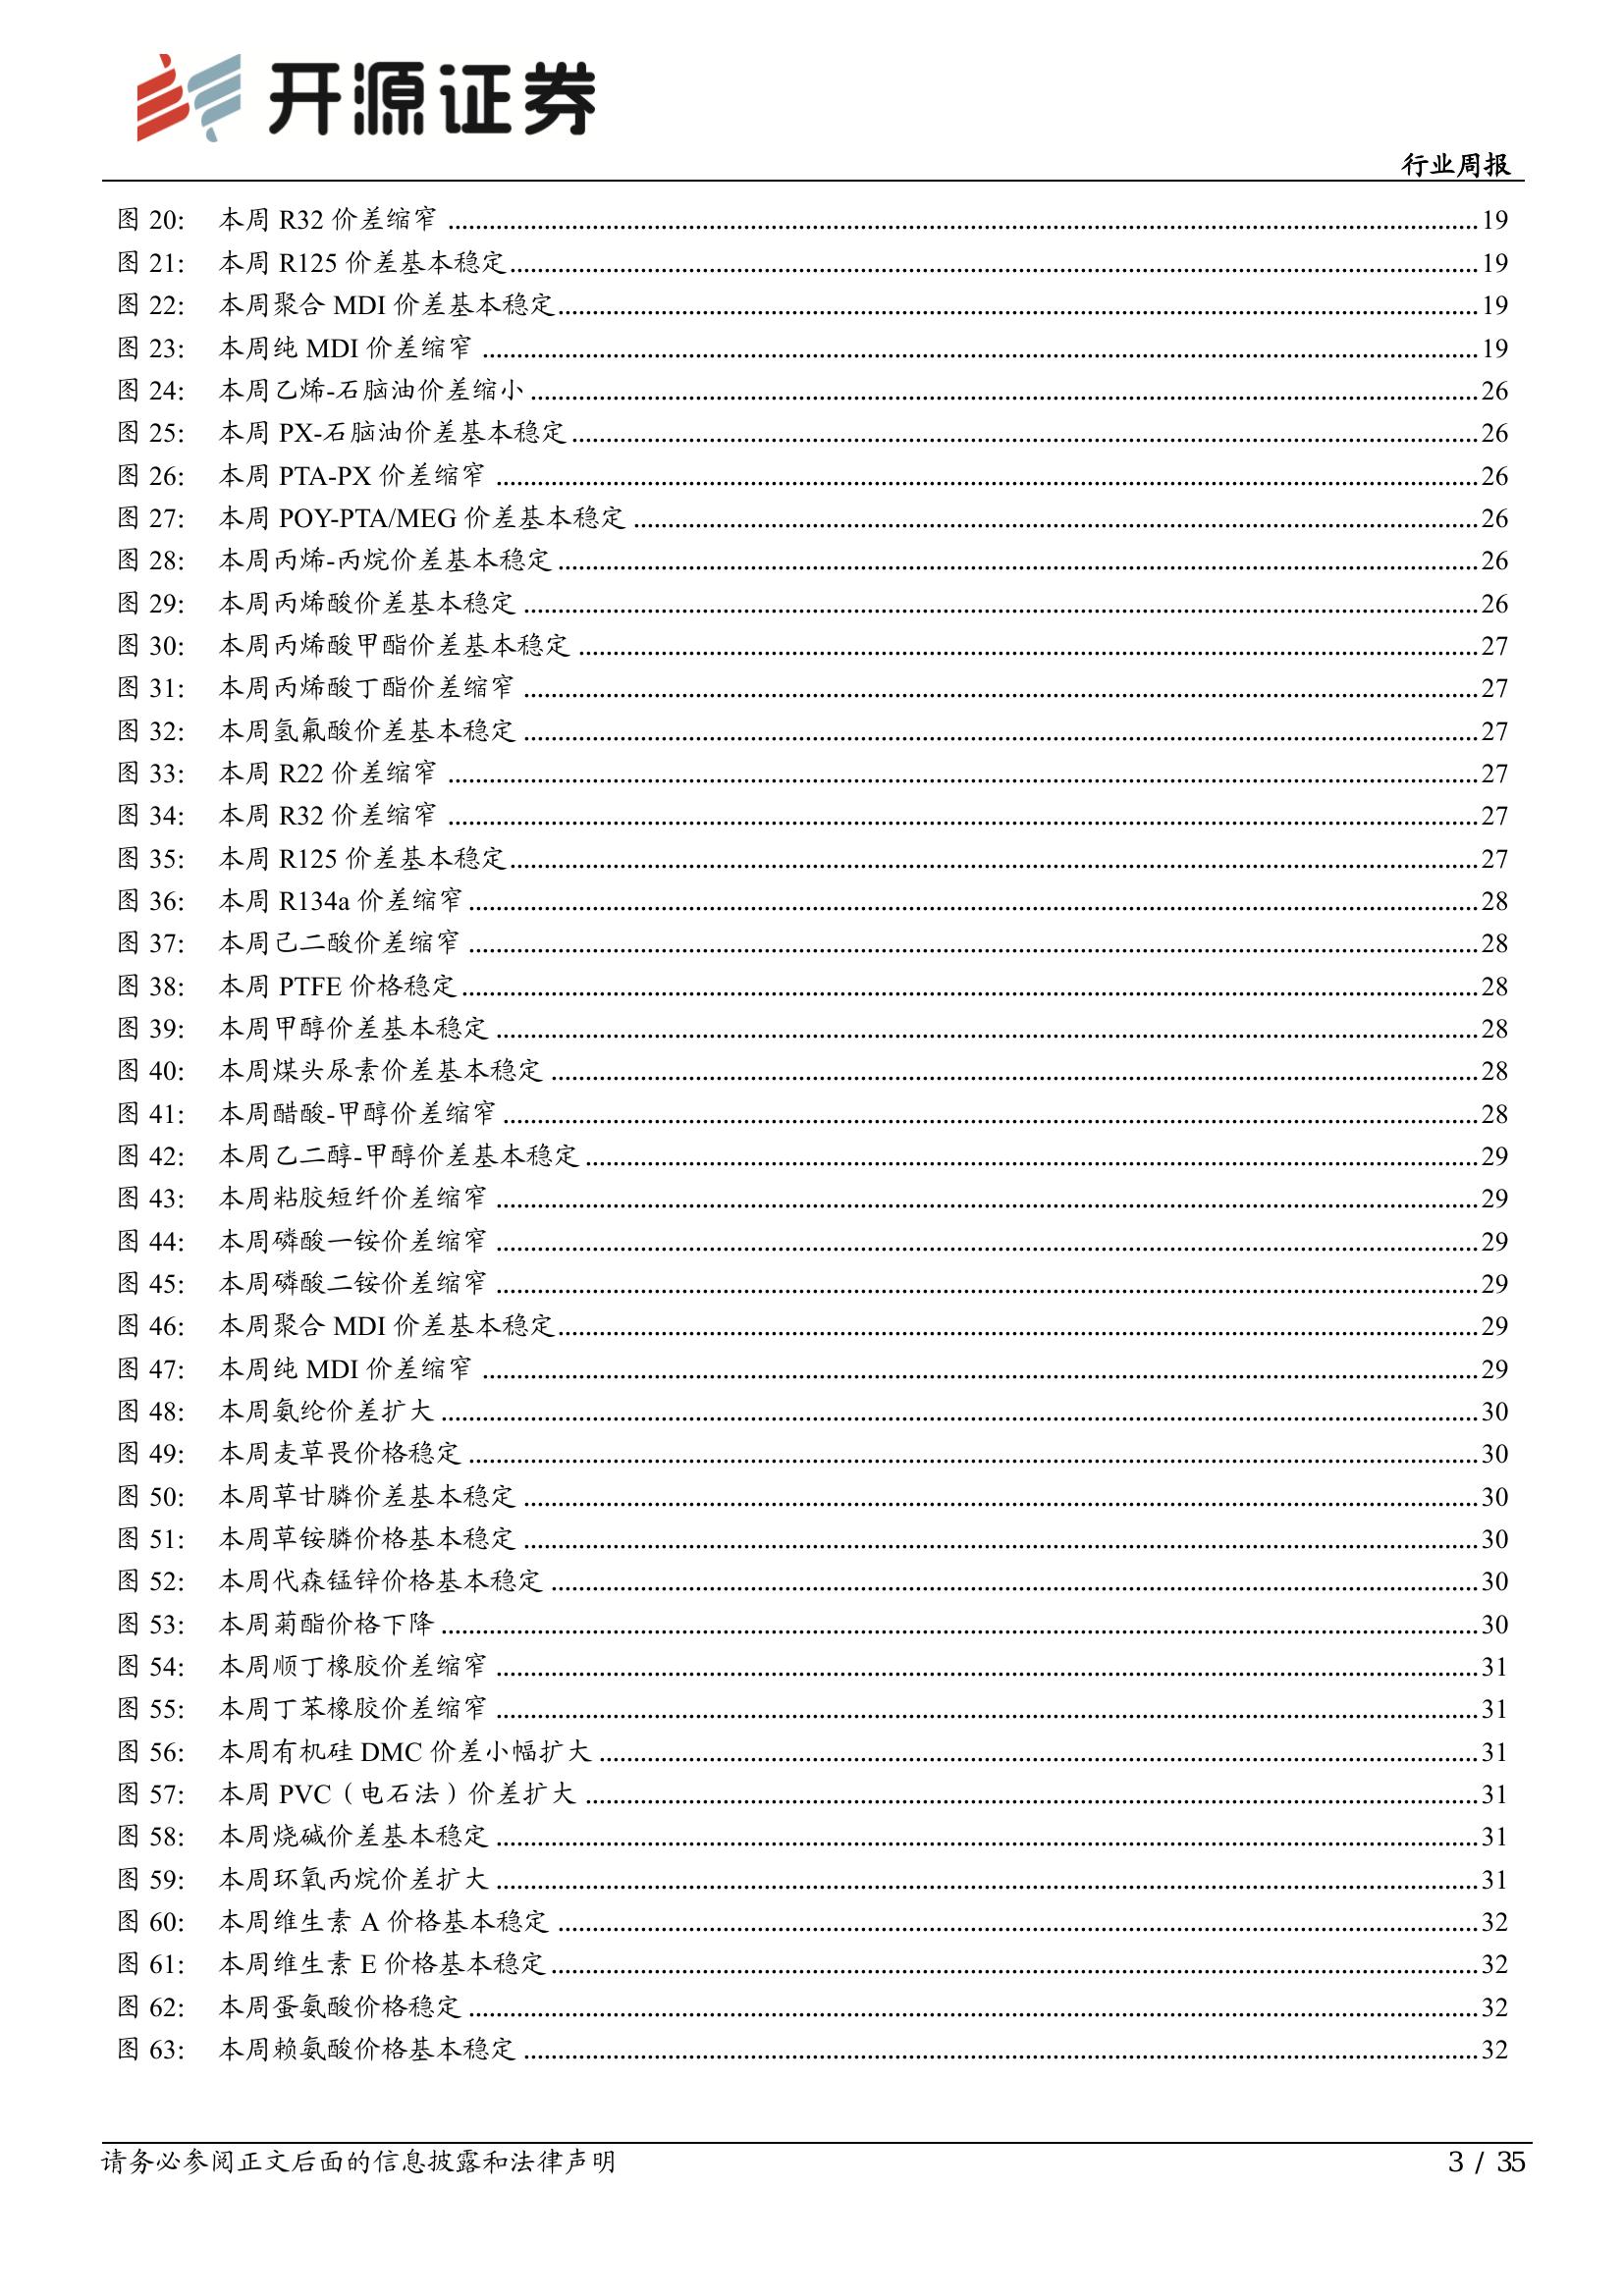 开源证券
行业周报
图 20: 本周 R32 价差缩窄 19
图 21: 本周 R125 价差基本稳定 19
图 22: 本周聚合 MDI 价差基本稳定 19
图 23: 本周纯 MDI 价差缩窄 19
图 24: 本周乙烯-石脑油价差缩小 26
图 25: 本周 PX-石脑油价差基本稳定 26
图 26: 本周 PTA-PX 价差缩窄 26
图 27: 本周 POY-PTA/MEG 价差基本稳定 26
图 28: 本周丙烯-丙烷价差基本稳定 26
图 29: 本周丙烯酸价差基本稳定 26
图 30: 本周丙烯酸甲酯价差基本稳定 27
图 31: 本周丙烯酸丁酯价差缩窄 27
图 32: 本周氢氟酸价差基本稳定 27
图 33: 本周 R22 价差缩窄 27
图 34: 本周 R32 价差缩窄 27
图 35: 本周 R125 价差基本稳定 27
图 36: 本周 R134a 价差缩窄 28
图 37: 本周己二酸价差缩窄 28
图 38: 本周 PTFE 价格稳定 28
图 39: 本周甲醇价差基本稳定 28
图 40: 本周煤头尿素价差基本稳定 28
图 41: 本周醋酸-甲醇价差缩窄 28
图 42: 本周乙二醇-甲醇价差基本稳定 29
图 43: 本周粘胶短纤价差缩窄 29
图 44: 本周磷酸一铵价差缩窄 29
图 45: 本周磷酸二铵价差缩窄 29
图 46: 本周聚合 MDI 价差基本稳定 29
图 47: 本周纯 MDI 价差缩窄 29
图 48: 本周氨纶价差扩大 30
图 49: 本周麦草畏价格稳定 30
图 50: 本周草甘膦价差基本稳定 30
图 51: 本周草铵膦价格基本稳定 30
图 52: 本周代森锰锌价格基本稳定 30
图 53: 本周菊酯价格下降 30
图 54: 本周顺丁橡胶价差缩窄 31
图 55: 本周丁苯橡胶价差缩窄 31
图 56: 本周有机硅 DMC 价差小幅扩大 31
图 57: 本周 PVC（电石法）价差扩大 31
图 58: 本周烧碱价差基本稳定 31
图 59: 本周环氧丙烷价差扩大 31
图 60: 本周维生素 A 价格基本稳定 32
图 61: 本周维生素 E 价格基本稳定 32
图 62: 本周蛋氨酸价格稳定 32
图 63: 本周赖氨酸价格基本稳定 32
请务必参阅正文后面的信息披露和法律声明
3 / 35